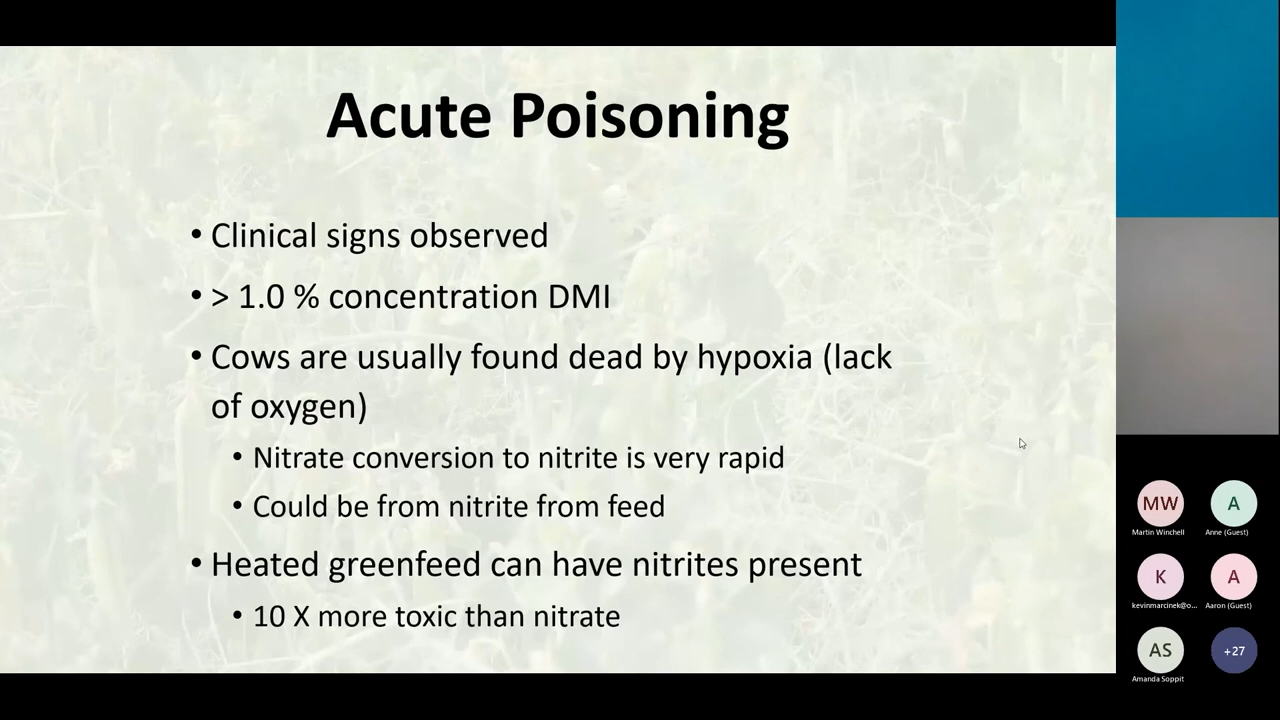 Acute Poisoning
• Clinical signs observed
• > 1.0 % concentration DMI
• Cows are usually found dead by hypoxia (lack
of oxygen)
• Nitrate conversion to nitrite is very rapid
• Could be from nitrite from feed
• Heated greenfeed can have nitrites present
• 10 X more toxic than nitrate
MW
A
Martin Winchell
Anne (Guest)
K
A
kevinmarcinek@o...
Aaron (Guest)
AS
+27
Amanda Soppit